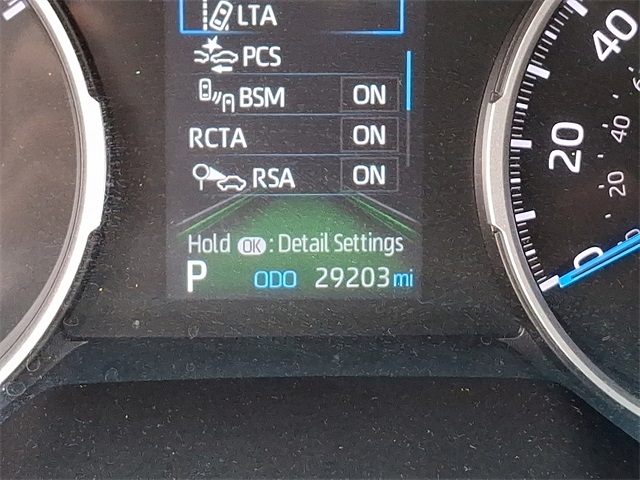 LTA
PCS
BSM ON
RCTA ON
RSA ON
Hold OK : Detail Settings
P ODO 29203 mi
40
20
0
40
20